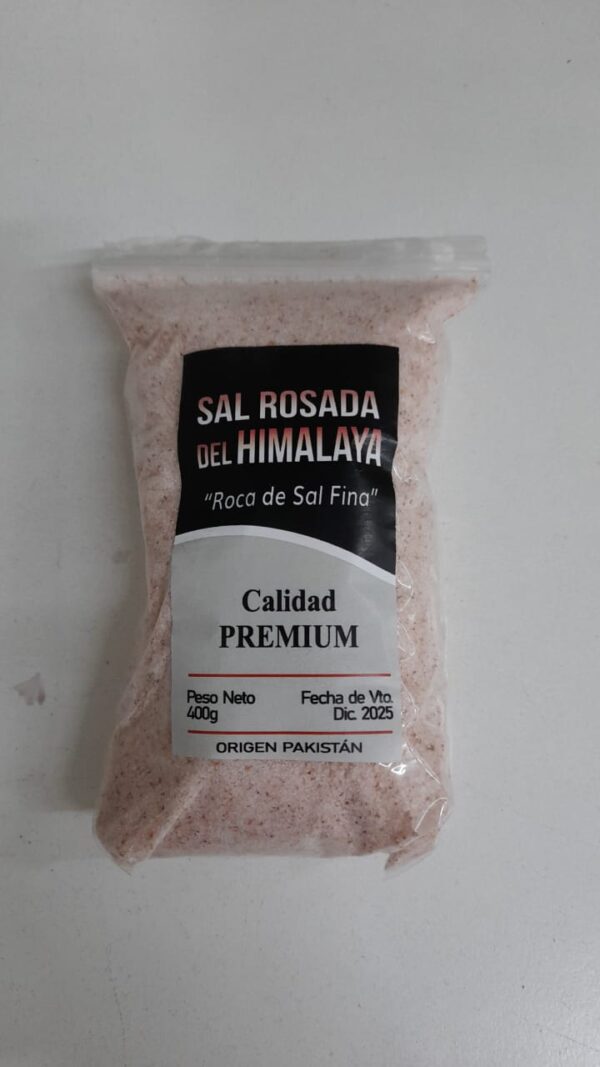 SAL ROSADA
DEL HIMALAYA
“Roca de Sal Fina”
Calidad
PREMIUM
Peso Neto Fecha de Vto.
400g Dic. 2025
ORIGEN PAKISTÁN